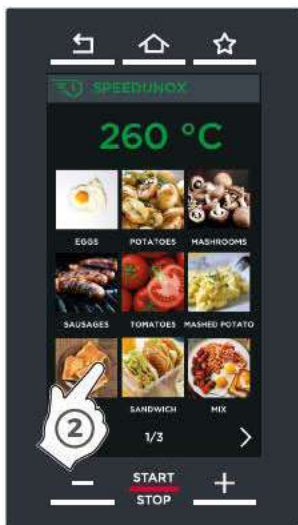 SPEEDUNOX
260 °C
EGGS POTATOES MASHROOMS
SAUSAGES TOMATOES MASHED POTATO
SANDWICH MIX
2
1/3 >
− START +
STOP